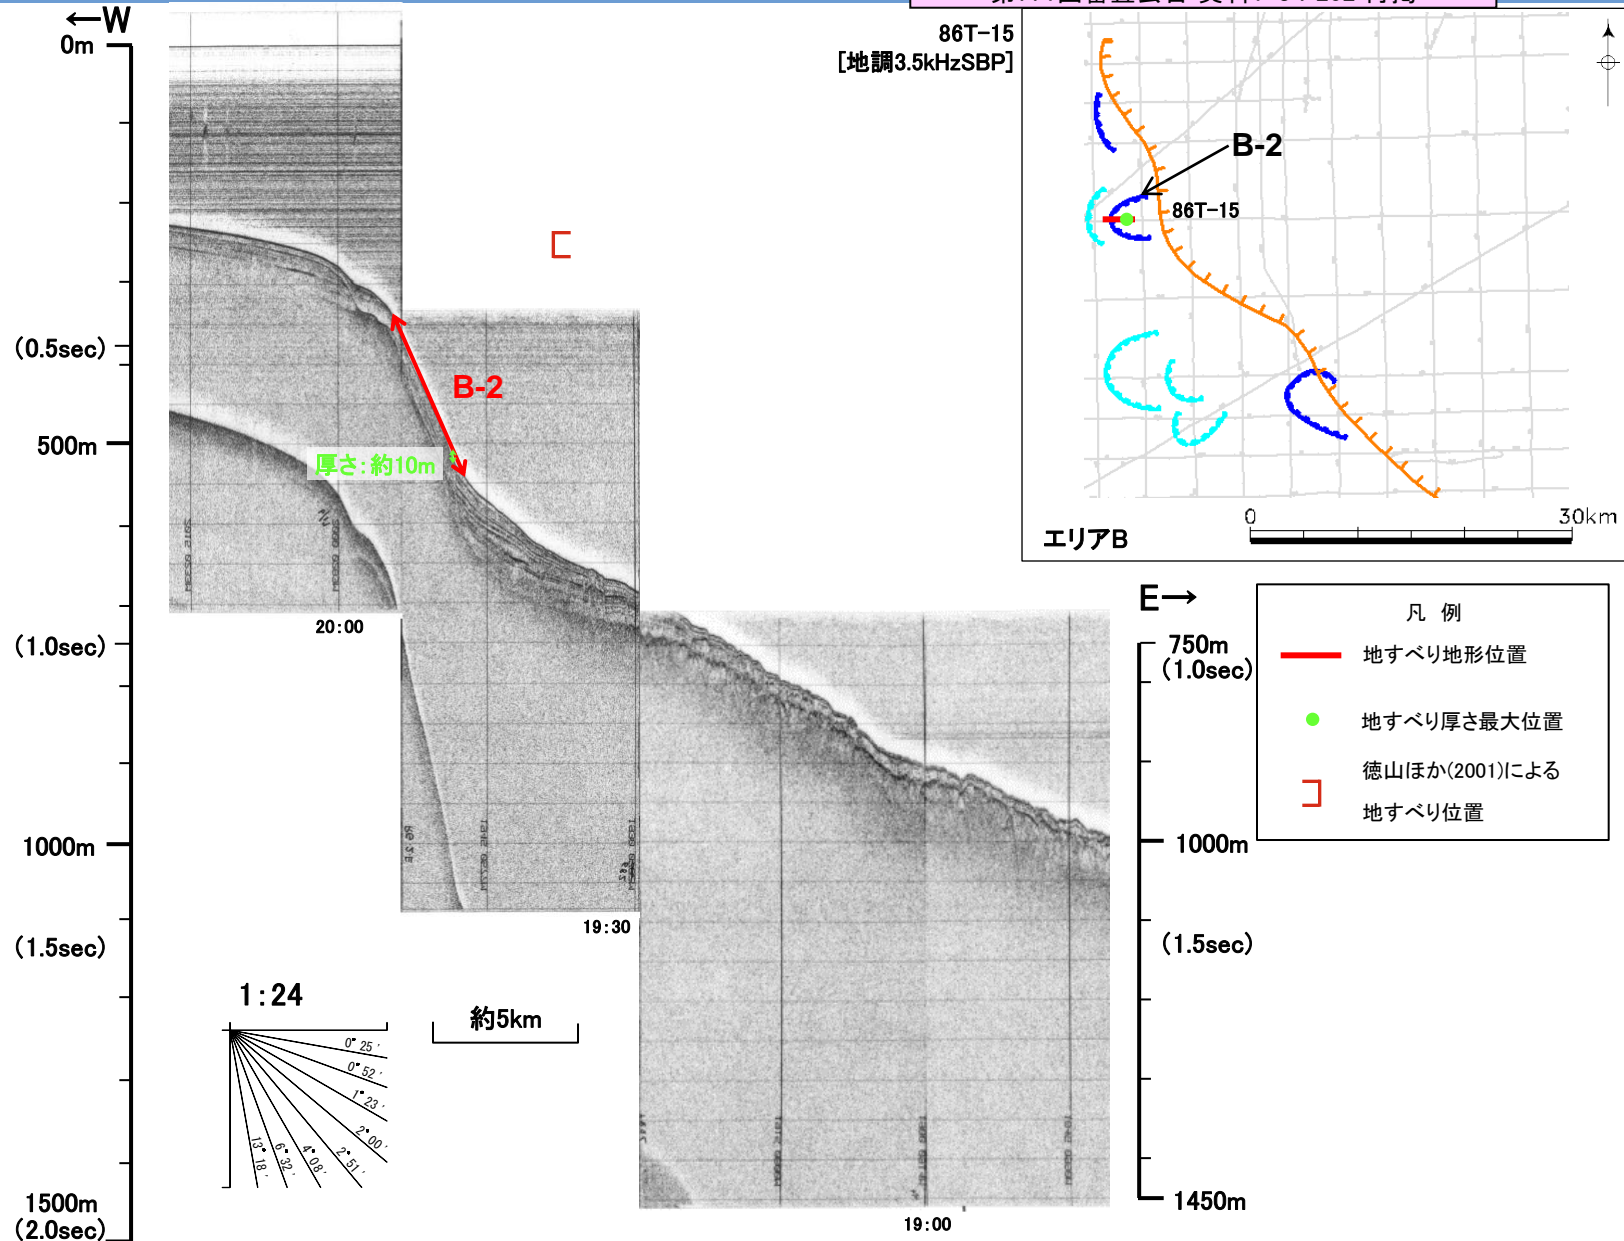 ←W
0m
(0.5sec)
500m
(1.0sec)
1000m
(1.5sec)
1500m
(2.0sec)
86T-15
[地調3.5kHzSBP]
B-2
厚さ:約10m
20:00
19:30
19:00
1:24
0°25′
0°52′
1°23′
2°00′
2°51′
4°08′
6°32′
13°18′
約5km
B-2
86T-15
エリアB
0 30km
E→
750m
(1.0sec)
1000m
(1.5sec)
1450m
凡 例
地すべり地形位置
地すべり厚さ最大位置
徳山ほか(2001)による
地すべり位置